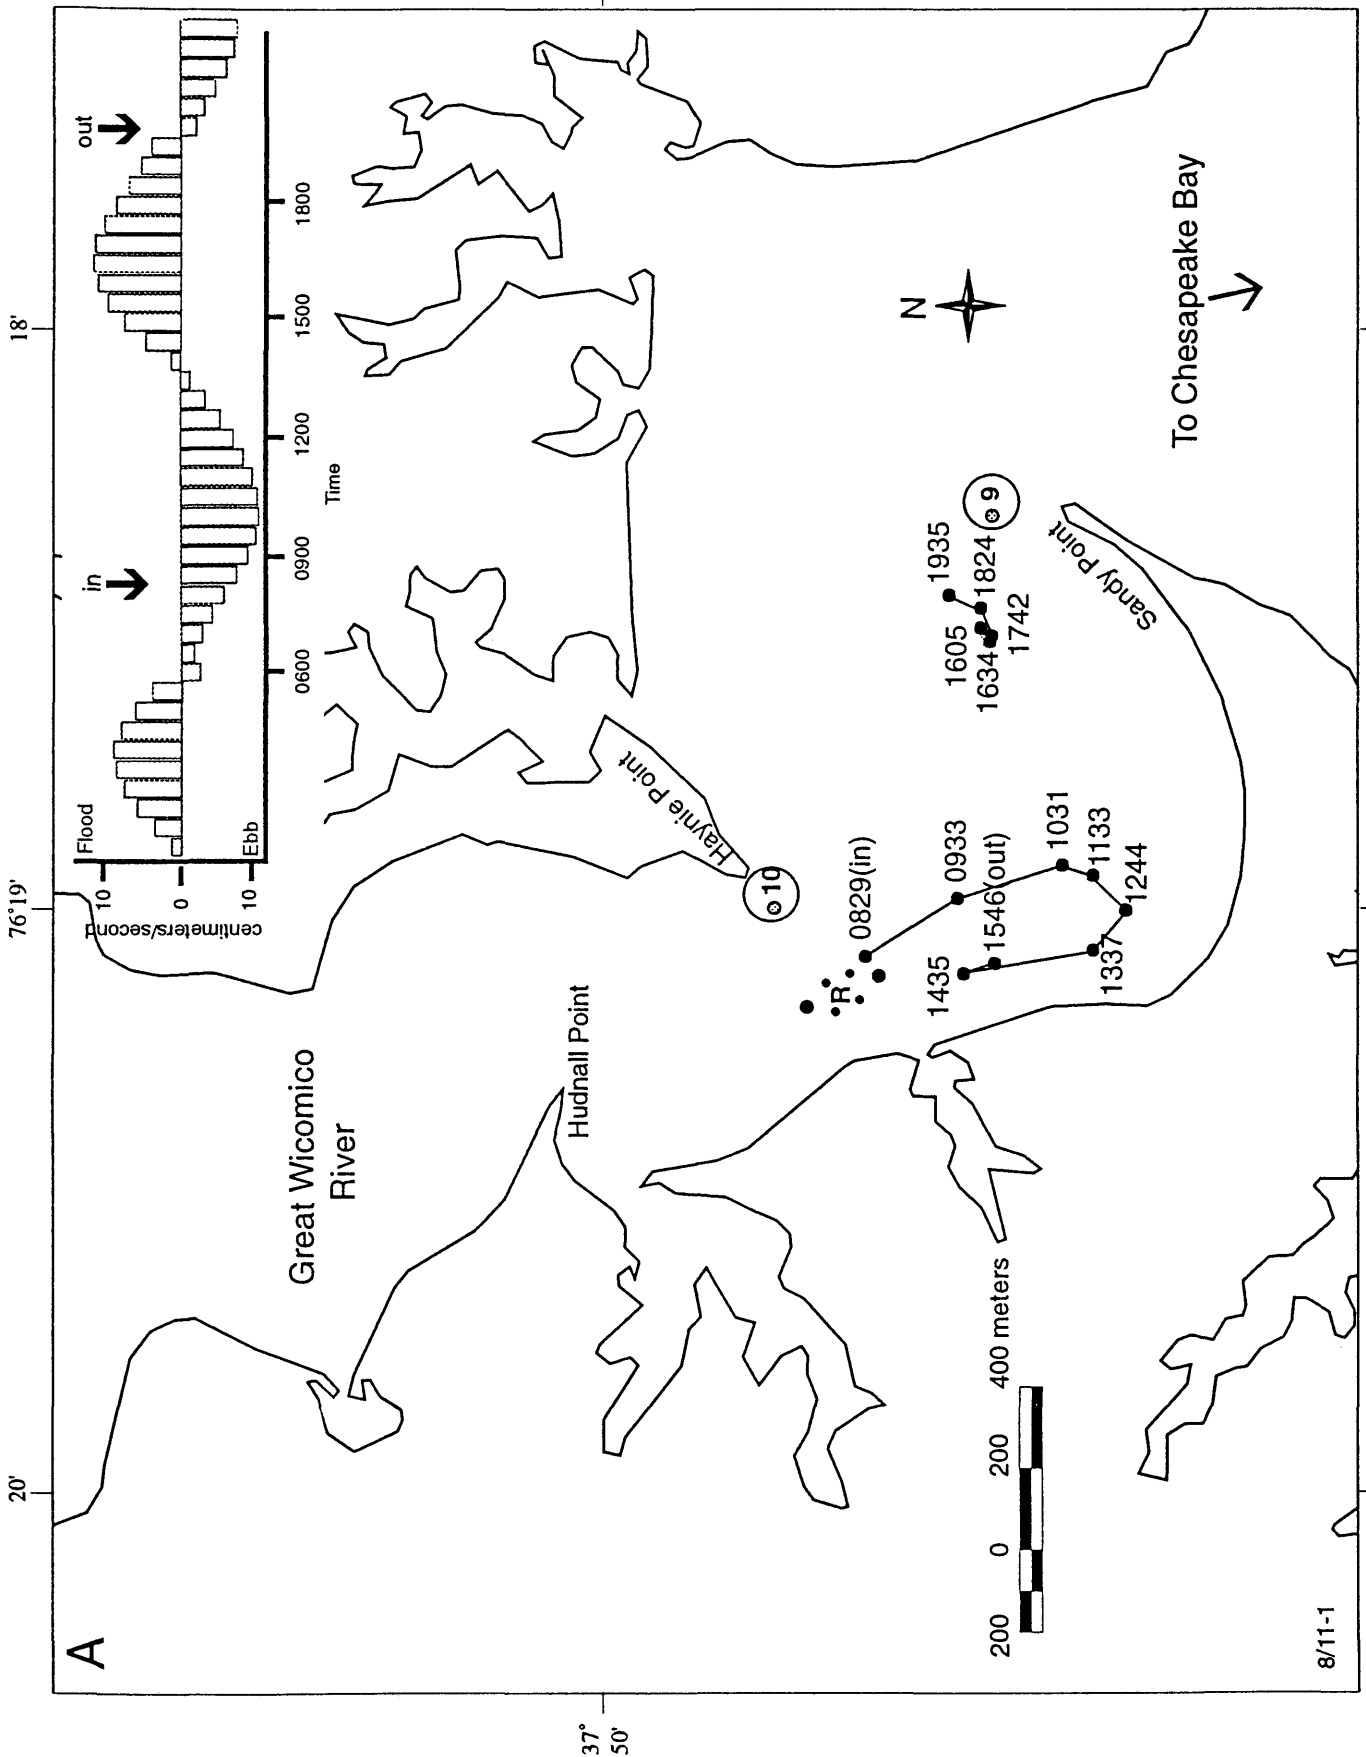 A
20'
76°19'
18'
37°
50'
Flood
Ebb
10
0
10
centimeters/second
in
out
0600
0900
1200
1500
1800
Time
Great Wicomico
River
Hudnall Point
Haynie Point
10
R
0829(in)
0933
1031
1133
1244
1337
1435
1546(out)
1605
1634
1742
1824
1935
9
Sandy Point
N
To Chesapeake Bay
200
0
200
400 meters
8/11-1